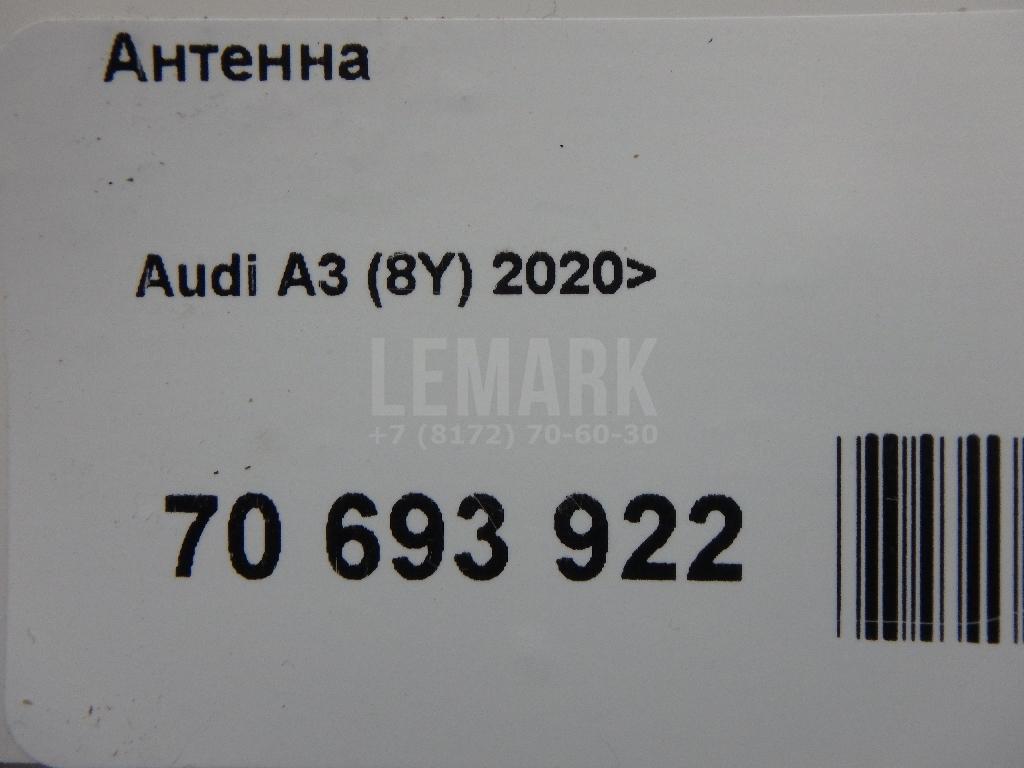 Антенна
Audi A3 (8Y) 2020>
LEMARK
+7 (8172) 70-60-30
70 693 922